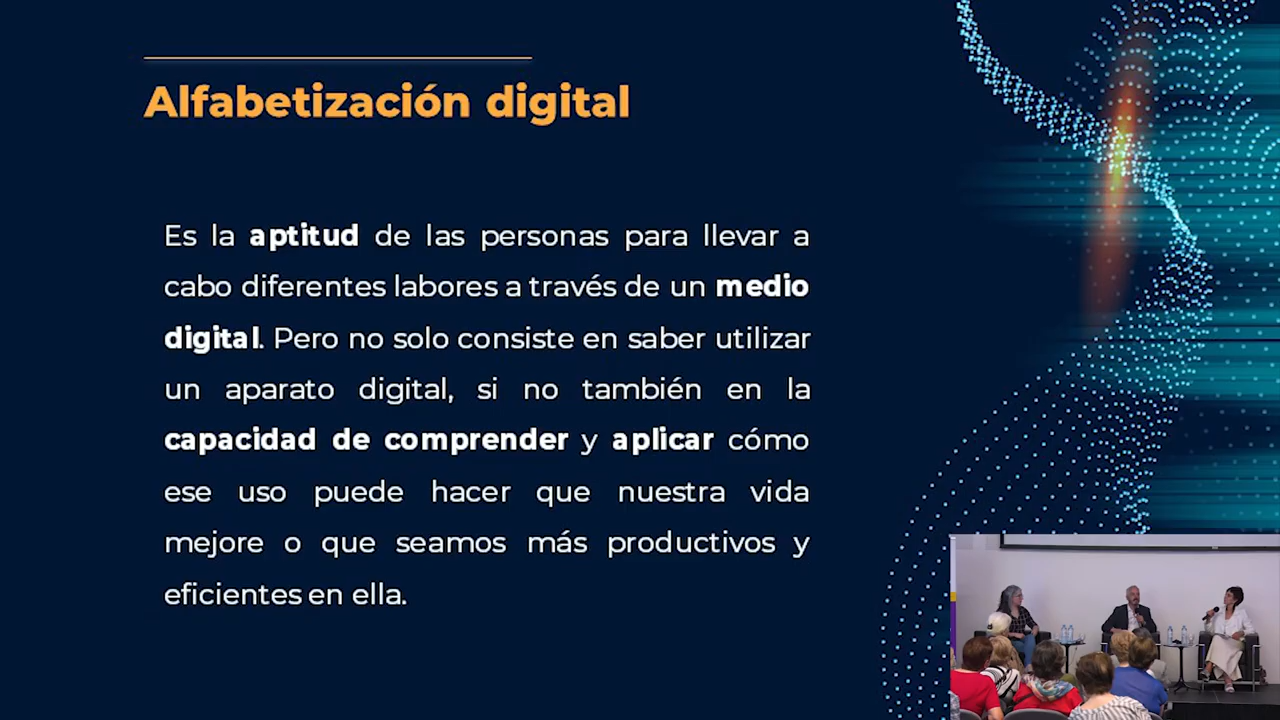 Alfabetización digital
Es la aptitud de las personas para llevar a
cabo diferentes labores a través de un medio
digital. Pero no solo consiste en saber utilizar
un aparato digital, si no también en la
capacidad de comprender y aplicar cómo
ese uso puede hacer que nuestra vida
mejore o que seamos más productivos y
eficientes en ella.